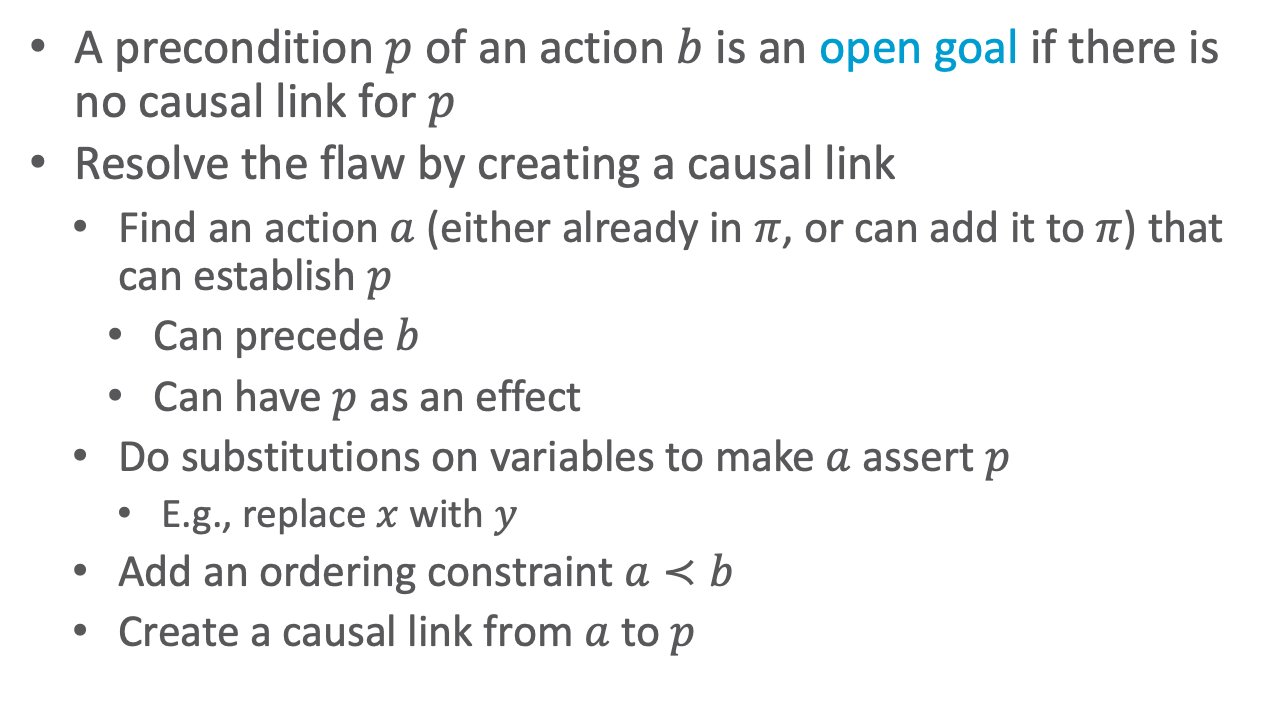 • A precondition 𝑝 of an action 𝑏 is an open goal if there is
no causal link for 𝑝
• Resolve the flaw by creating a causal link
• Find an action 𝑎 (either already in 𝜋, or can add it to 𝜋) that
can establish 𝑝
• Can precede 𝑏
• Can have 𝑝 as an effect
• Do substitutions on variables to make 𝑎 assert 𝑝
• E.g., replace 𝑥 with 𝑦
• Add an ordering constraint 𝑎 ≺ 𝑏
• Create a causal link from 𝑎 to 𝑝